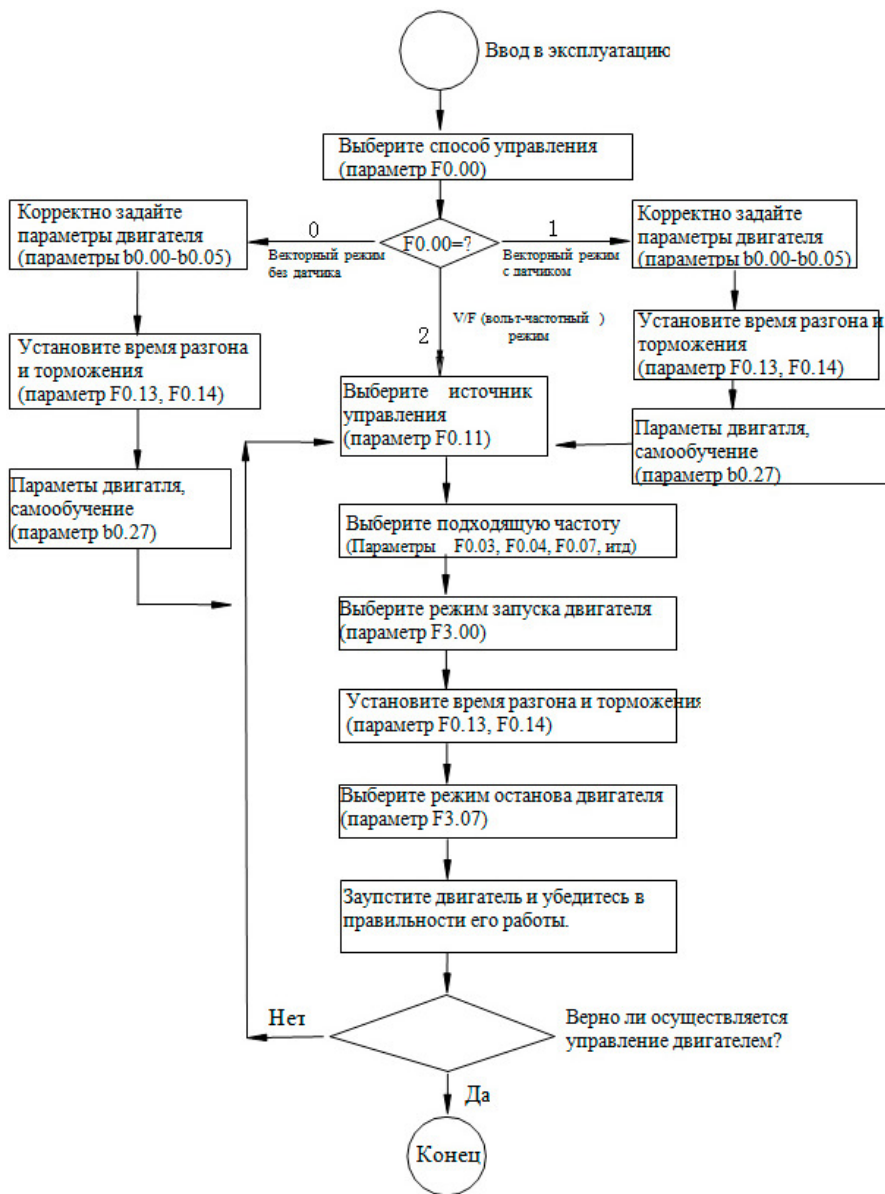 Ввод в эксплуатацию
Выберите способ управления
(параметр F0.00)
Корректно задайте
параметры двигателя
(параметры b0.00-b0.05)
0
Векторный режим
без датчика
F0.00=?
1
Векторный режим
с датчиком
Корректно задайте
параметры двигателя
(параметры b0.00-b0.05)
Установите время разгона
и торможения
(параметр F0.13, F0.14)
2
V/F (вольт-частотный )
режим
Установите время разгона и
торможения
(параметр F0.13, F0.14)
Выберите источник
управления
(параметр F0.11)
Параметы двигатля,
самообучение
(параметр b0.27)
Параметы двигатля,
самообучение
(параметр b0.27)
Выберите подходящую частоту
(Параметры F0.03, F0.04, F0.07, итд)
Выберите режим запуска двигателя
(параметр F3.00)
Установите время разгона и торможения
(параметр F0.13, F0.14)
Выберите режим останова двигателя
(параметр F3.07)
Заупстите двигатель и убедитесь в
правильности его работы.
Нет
Верно ли осуществляется
управление двигателем?
Да
Конец